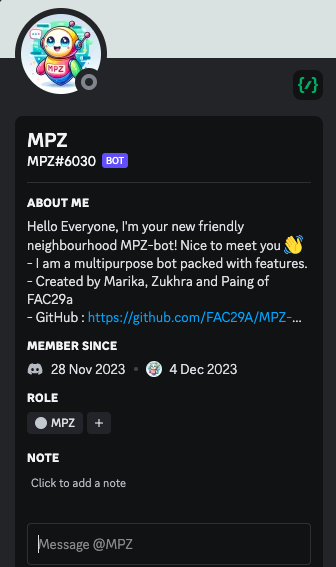 MPZ
MPZ
MPZ#6030 BOT
ABOUT ME
Hello Everyone, I'm your new friendly
neighbourhood MPZ-bot! Nice to meet you 👋
- I am a multipurpose bot packed with features.
- Created by Marika, Zukhra and Paing of
FAC29a
- GitHub : https://github.com/FAC29A/MPZ-...
MEMBER SINCE
28 Nov 2023 • 4 Dec 2023
ROLE
MPZ +
NOTE
Click to add a note
Message @MPZ